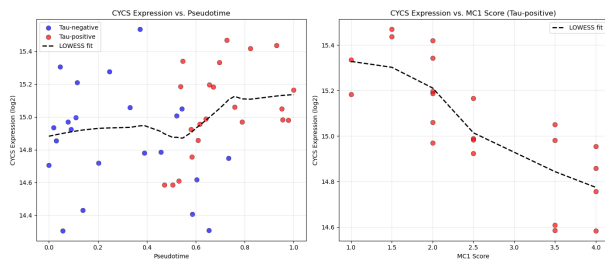 CYCS Expression vs. Pseudotime
Tau-negative
Tau-positive
LOWESS fit
CYCS Expression (log2)
15.4
15.2
15.0
14.8
14.6
14.4
0.0
0.2
0.4
0.6
0.8
1.0
Pseudotime
CYCS Expression vs. MC1 Score (Tau-positive)
LOWESS fit
CYCS Expression (log2)
15.4
15.2
15.0
14.8
14.6
1.0
1.5
2.0
2.5
3.0
3.5
4.0
MC1 Score